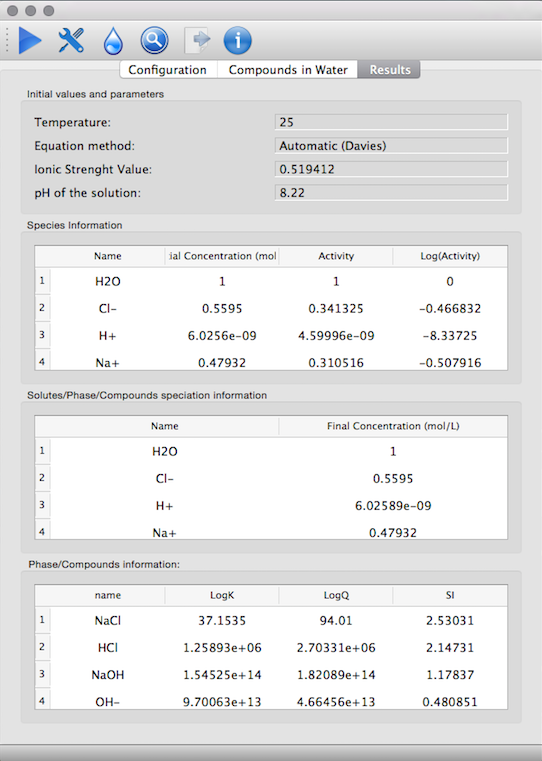 Configuration Compounds in Water Results
Initial values and parameters
Temperature: 25
Equation method: Automatic (Davies)
Ionic Strenght Value: 0.519412
pH of the solution: 8.22
Species Information
Name ial Concentration (mol Activity Log(Activity)
1 H2O 1 1 0
2 Cl- 0.5595 0.341325 -0.466832
3 H+ 6.0256e-09 4.59996e-09 -8.33725
4 Na+ 0.47932 0.310516 -0.507916
Solutes/Phase/Compounds speciation information
Name Final Concentration (mol/L)
1 H2O 1
2 Cl- 0.5595
3 H+ 6.02589e-09
4 Na+ 0.47932
Phase/Compounds information:
name LogK LogQ SI
1 NaCl 37.1535 94.01 2.53031
2 HCl 1.25893e+06 2.70331e+06 2.14731
3 NaOH 1.54525e+14 1.82089e+14 1.17837
4 OH- 9.70063e+13 4.66456e+13 0.480851